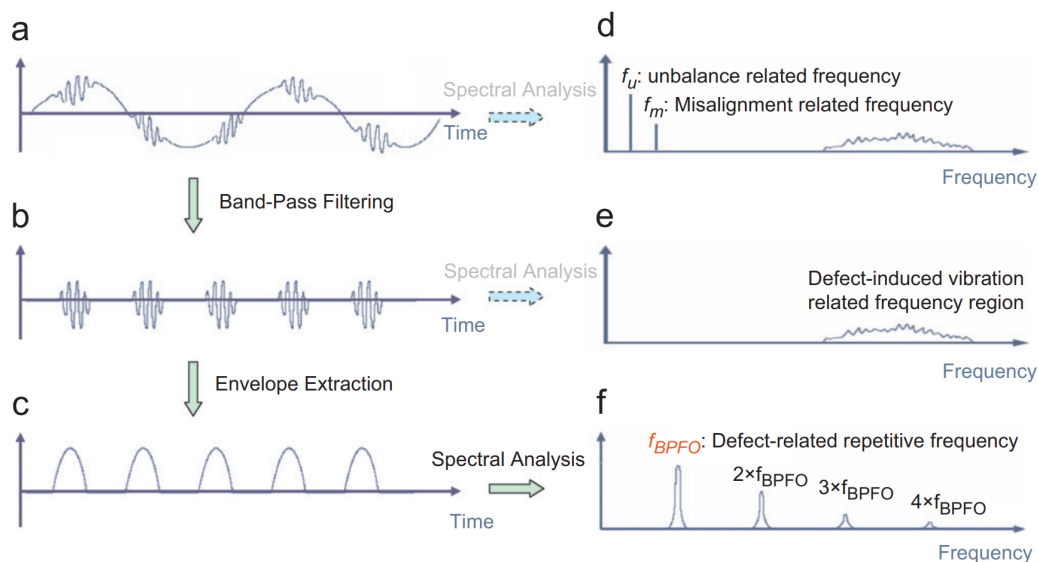 a
Spectral Analysis
Time
Band-Pass Filtering
b
Spectral Analysis
Time
Envelope Extraction
c
Spectral Analysis
Time
d
f_u: unbalance related frequency
f_m: Misalignment related frequency
Frequency
e
Defect-induced vibration
related frequency region
Frequency
f
f_BPFO: Defect-related repetitive frequency
2×f_BPFO
3×f_BPFO
4×f_BPFO
Frequency